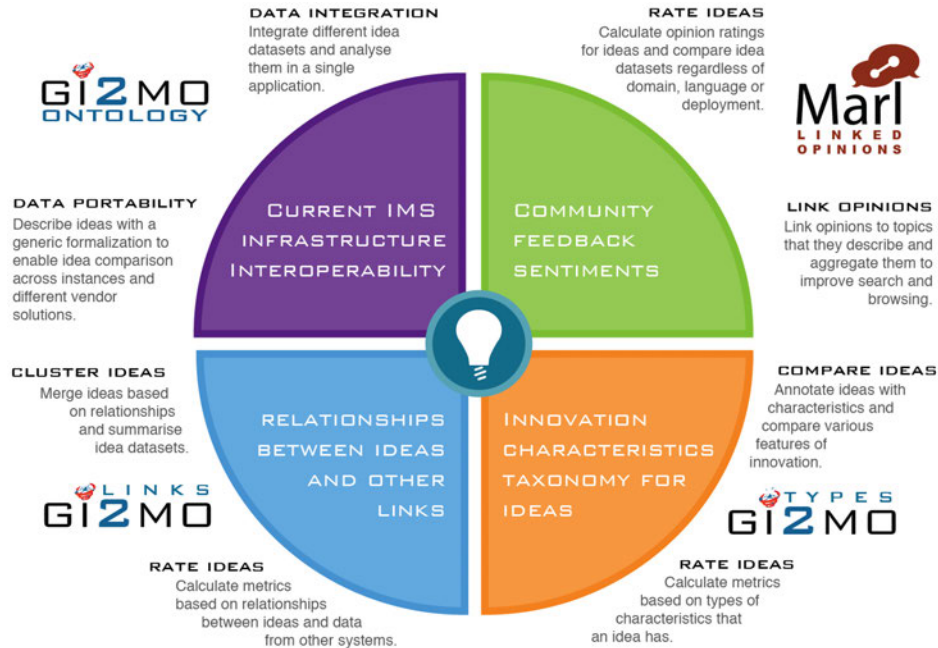 DATA INTEGRATION
Integrate different idea
datasets and analyse
them in a single
application.
RATE IDEAS
Calculate opinion ratings
for ideas and compare idea
datasets regardless of
domain, language or
deployment.
GI2MO
ONTOLOGY
Marl
LINKED
OPINIONS
DATA PORTABILITY
Describe ideas with a
generic formalization to
enable idea comparison
across instances and
different vendor
solutions.
CURRENT IMS
INFRASTRUCTURE
INTEROPERABILITY
COMMUNITY
FEEDBACK
SENTIMENTS
LINK OPINIONS
Link opinions to topics
that they describe and
aggregate them to
improve search and
browsing.
CLUSTER IDEAS
Merge ideas based
on relationships
and summarise
idea datasets.
RELATIONSHIPS
BETWEEN IDEAS
AND OTHER
LINKS
INNOVATION
CHARACTERISTICS
TAXONOMY FOR
IDEAS
COMPARE IDEAS
Annotate ideas with
characteristics and
compare various
features of
innovation.
LINKS
GI2MO
TYPES
GI2MO
RATE IDEAS
Calculate metrics
based on relationships
between ideas and data
from other systems.
RATE IDEAS
Calculate metrics
based on types of
characteristics that
an idea has.